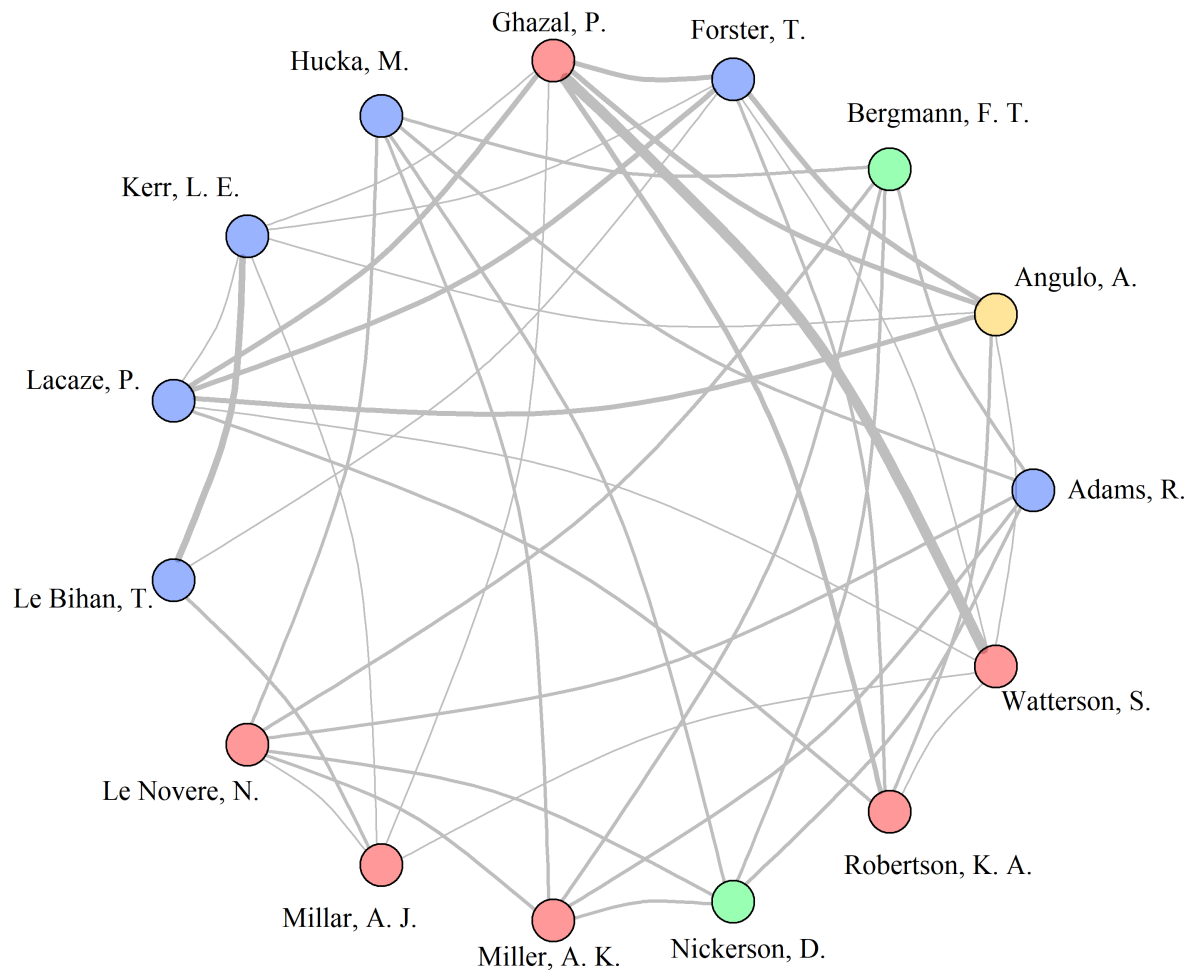 Ghazal, P.
Forster, T.
Hucka, M.
Bergmann, F. T.
Kerr, L. E.
Angulo, A.
Lacaze, P.
Adams, R.
Le Bihan, T.
Watterson, S.
Le Novere, N.
Robertson, K. A.
Millar, A. J.
Nickerson, D.
Miller, A. K.